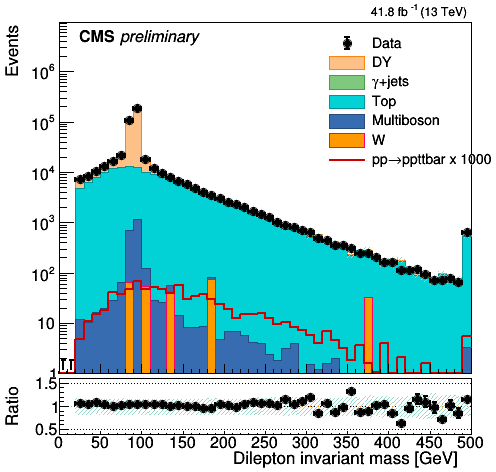 41.8 fb⁻¹ (13 TeV)
CMS preliminary
Events
Data
DY
γ+jets
Top
Multiboson
W
pp→ppttbar x 1000
10⁶
10⁵
10⁴
10³
10²
10
1
Ratio
1.5
1
0.5
0 50 100 150 200 250 300 350 400 450 500
Dilepton invariant mass [GeV]